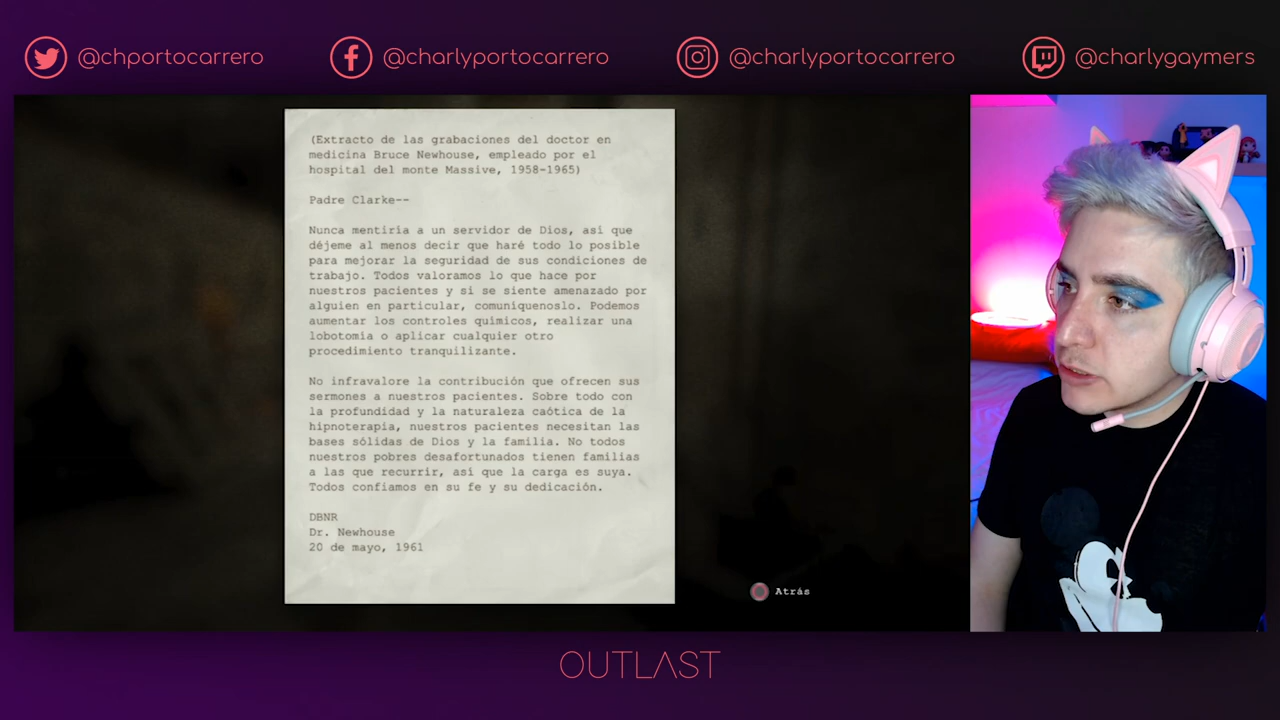 @chportocarrero
@charlyportocarrero
@charlyportocarrero
@charlygaymers
(Extracto de las grabaciones del doctor en
medicina Bruce Newhouse, empleado por el
hospital del monte Massive, 1958-1965)
Padre Clarke--
Nunca mentiría a un servidor de Dios, así que
déjeme al menos decir que haré todo lo posible
para mejorar la seguridad de sus condiciones de
trabajo. Todos valoramos lo que hace por
nuestros pacientes y si se siente amenazado por
alguien en particular, comuníquenoslo. Podemos
aumentar los controles químicos, realizar una
lobotomía o aplicar cualquier otro
procedimiento tranquilizante.
No infravalore la contribución que ofrecen sus
sermones a nuestros pacientes. Sobre todo con
la profundidad y la naturaleza caótica de la
hipnoterapia, nuestros pacientes necesitan las
bases sólidas de Dios y la familia. No todos
nuestros pobres desafortunados tienen familias
a las que recurrir, así que la carga es suya.
Todos confiamos en su fe y su dedicación.
DBNR
Dr. Newhouse
20 de mayo, 1961
Atrás
OUTLAST